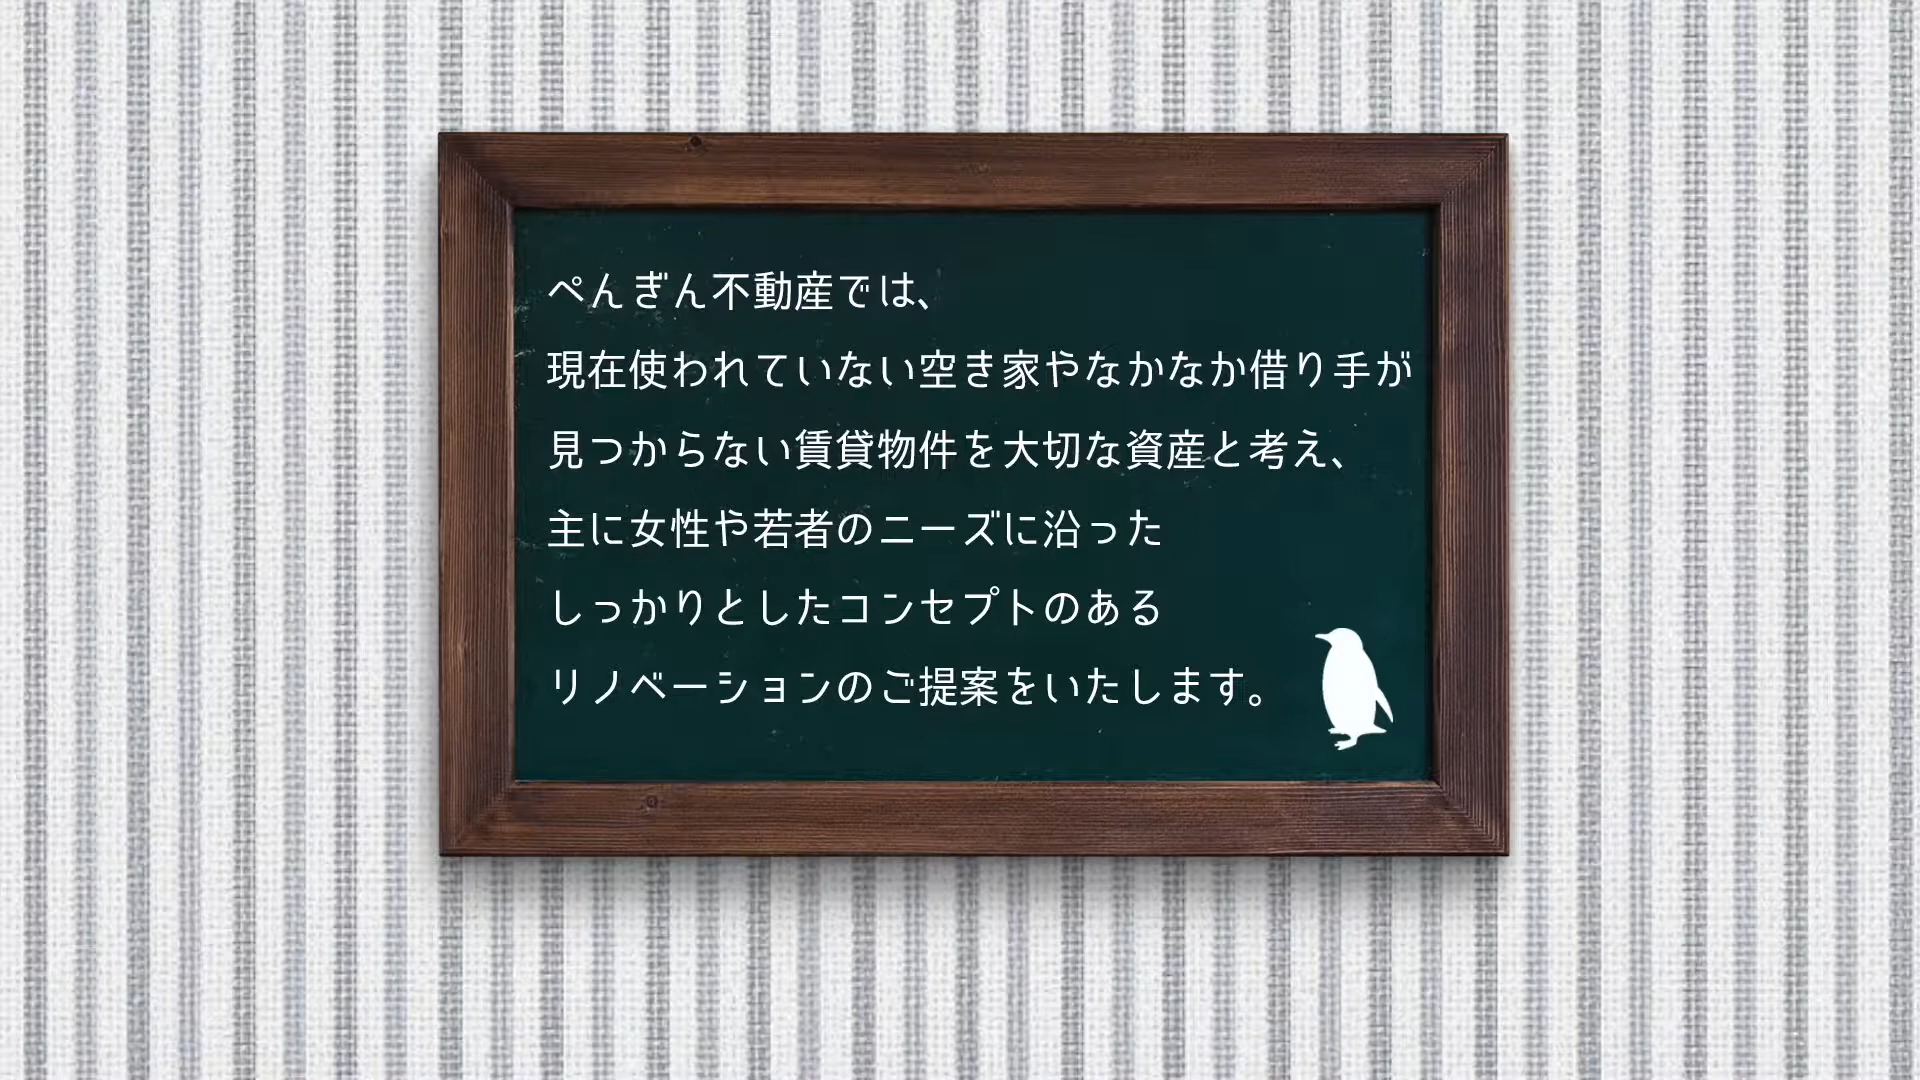 ぺんぎん不動産では、
現在使われていない空き家やなかなか借り手が
見つからない賃貸物件を大切な資産と考え、
主に女性や若者のニーズに沿った
しっかりとしたコンセプトのある
リノベーションのご提案をいたします。